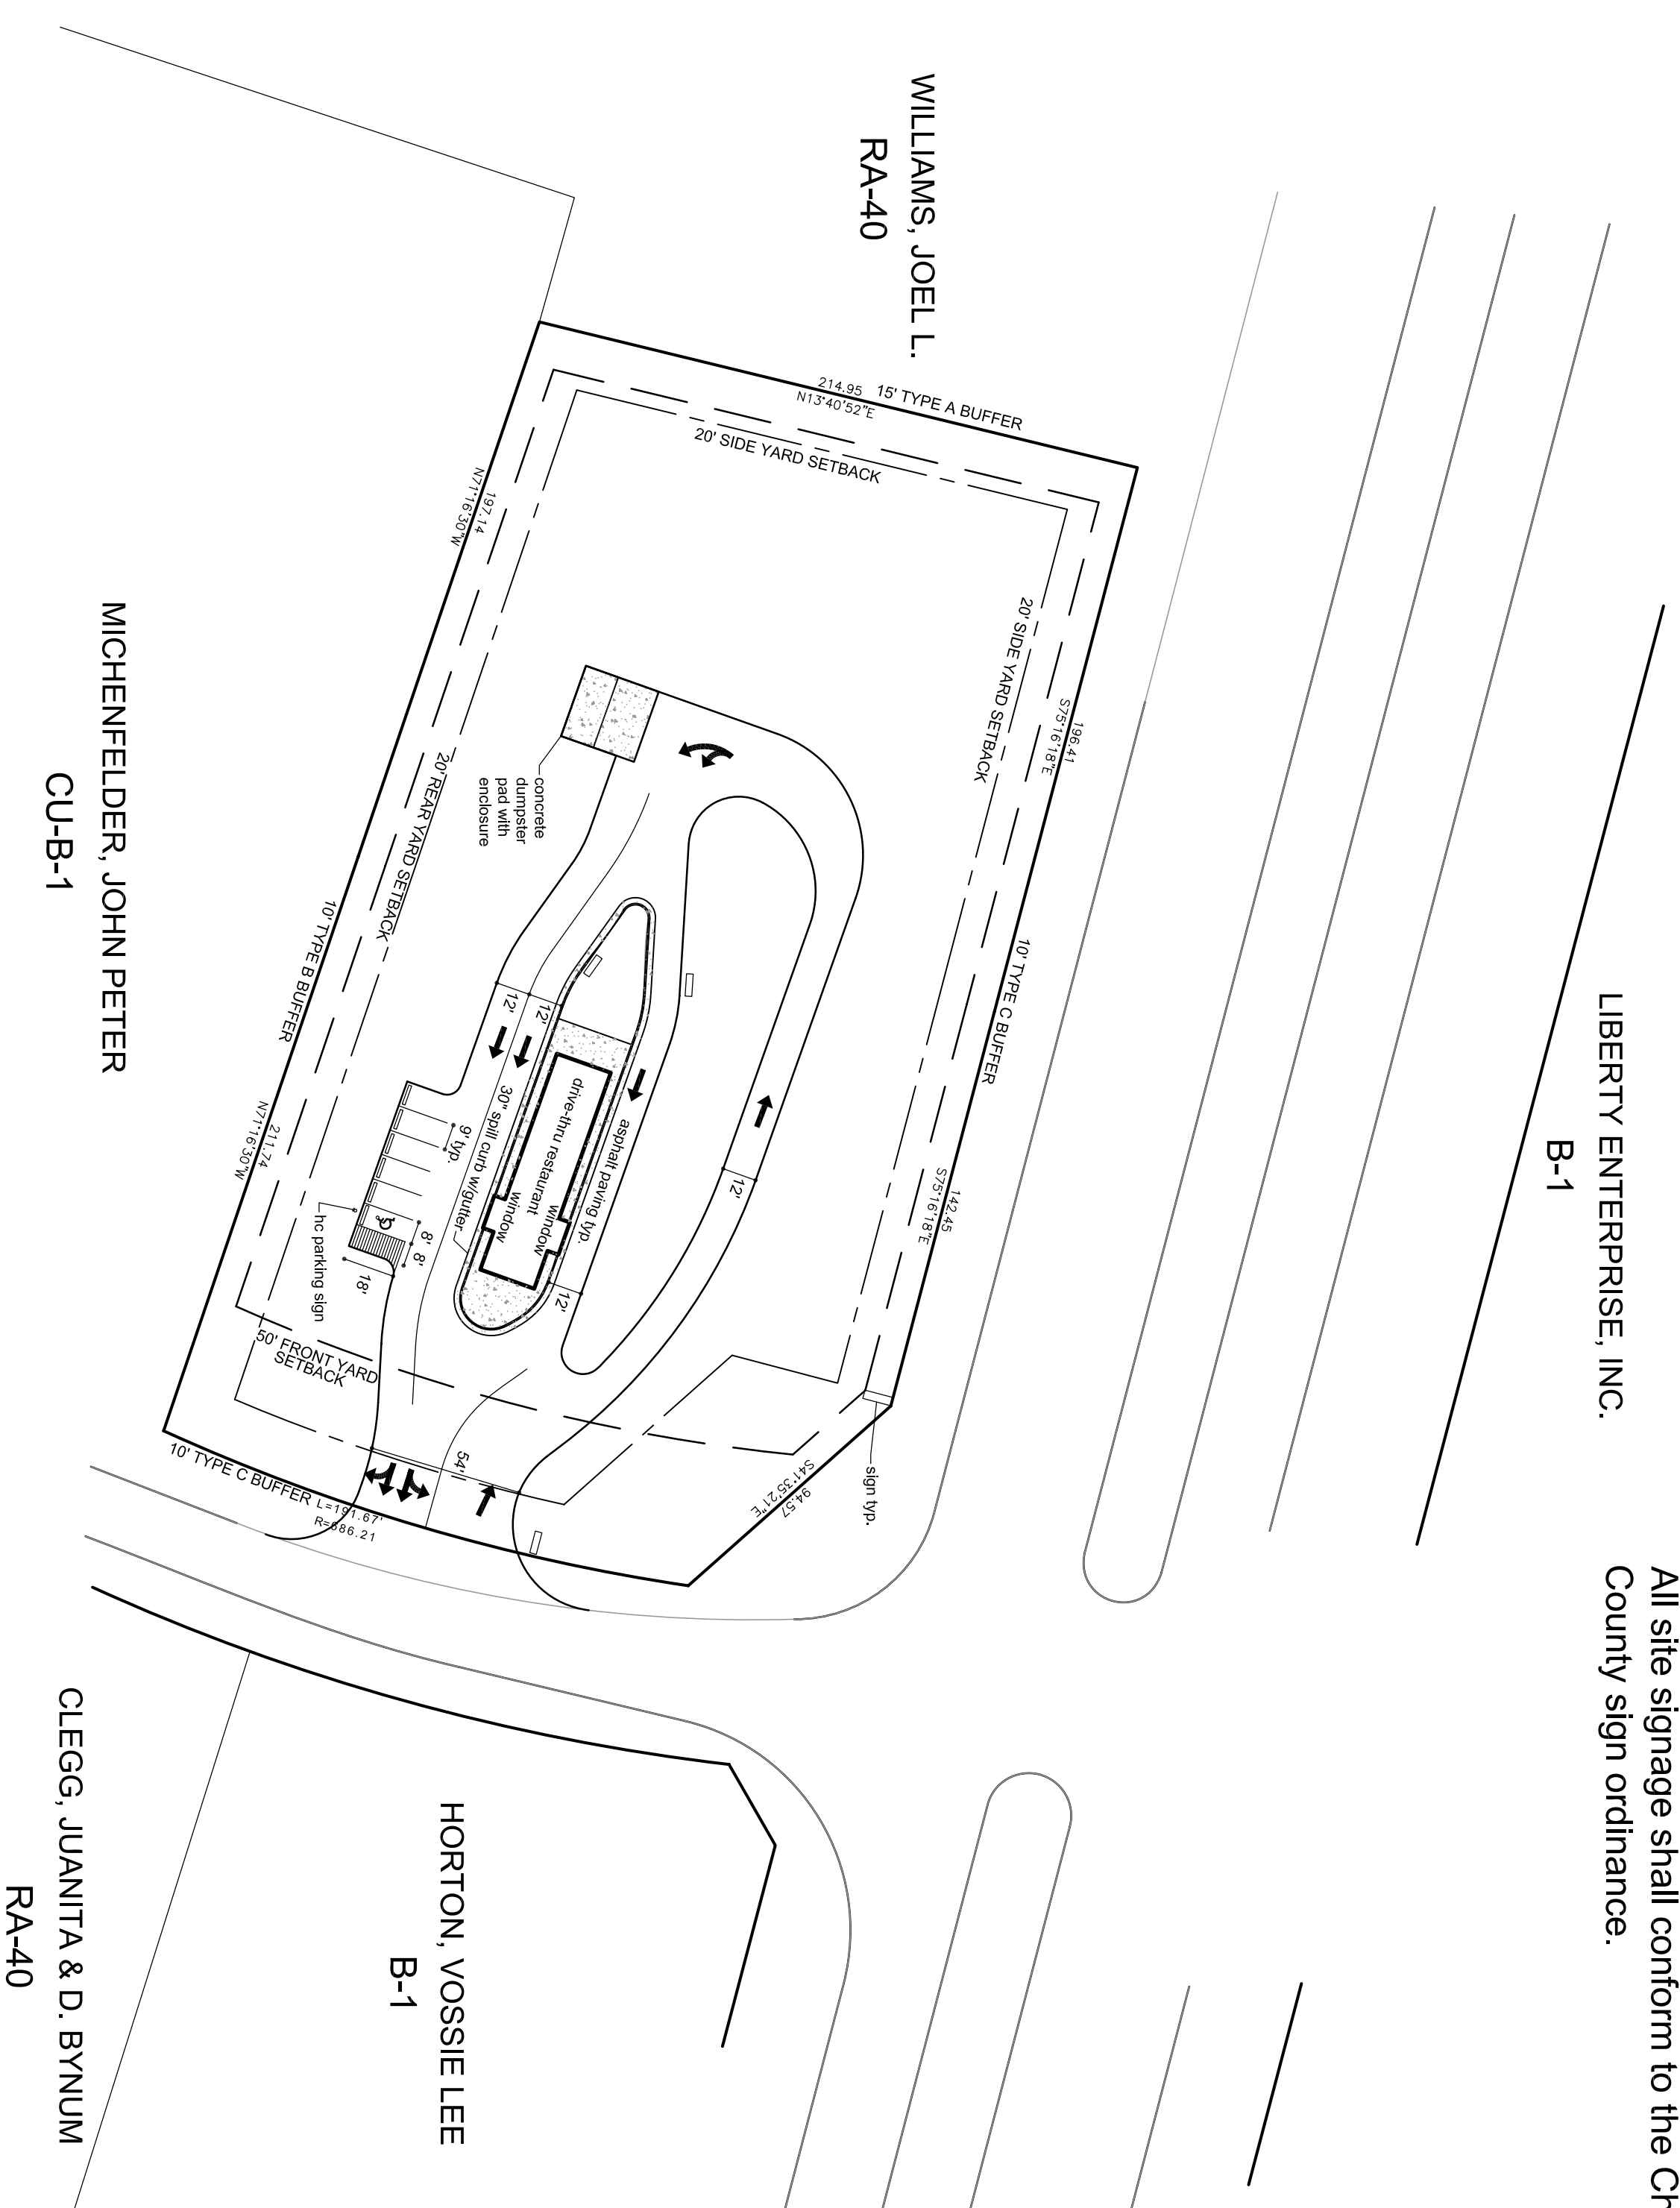 All site signage shall conform to the Ch
County sign ordinance.
LIBERTY ENTERPRISE, INC.
B-1
WILLIAMS, JOEL L.
RA-40
214.95
N13°40'52"E
15' TYPE A BUFFER
20' SIDE YARD SETBACK
196.41
S75°16'18"E
20' SIDE YARD SETBACK
10' TYPE C BUFFER
142.45
S75°16'18"E
sign typ.
S41°35'21"E
94.57
197.14
N71°16'30"W
concrete
dumpster
pad with
enclosure
20' REAR YARD SETBACK
10' TYPE B BUFFER
211.74
N71°16'30"W
12'
12'
12'
12'
asphalt paving typ.
drive-thru restaurant
window
window
30" spill curb w/gutter
9' typ.
8'
8'
18'
hc parking sign
50' FRONT YARD
SETBACK
54'
10' TYPE C BUFFER
L=191.67'
R=686.21
MICHENFELDER, JOHN PETER
CU-B-1
HORTON, VOSSIE LEE
B-1
CLEGG, JUANITA & D. BYNUM
RA-40